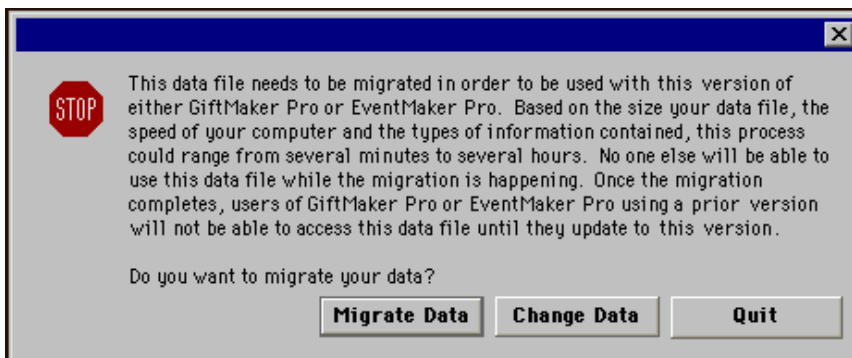 This data file needs to be migrated in order to be used with this version of
STOP
either GiftMaker Pro or EventMaker Pro. Based on the size your data file, the
speed of your computer and the types of information contained, this process
could range from several minutes to several hours. No one else will be able to
use this data file while the migration is happening. Once the migration
completes, users of GiftMaker Pro or EventMaker Pro using a prior version
will not be able to access this data file until they update to this version.
Do you want to migrate your data?
Migrate Data
Change Data
Quit